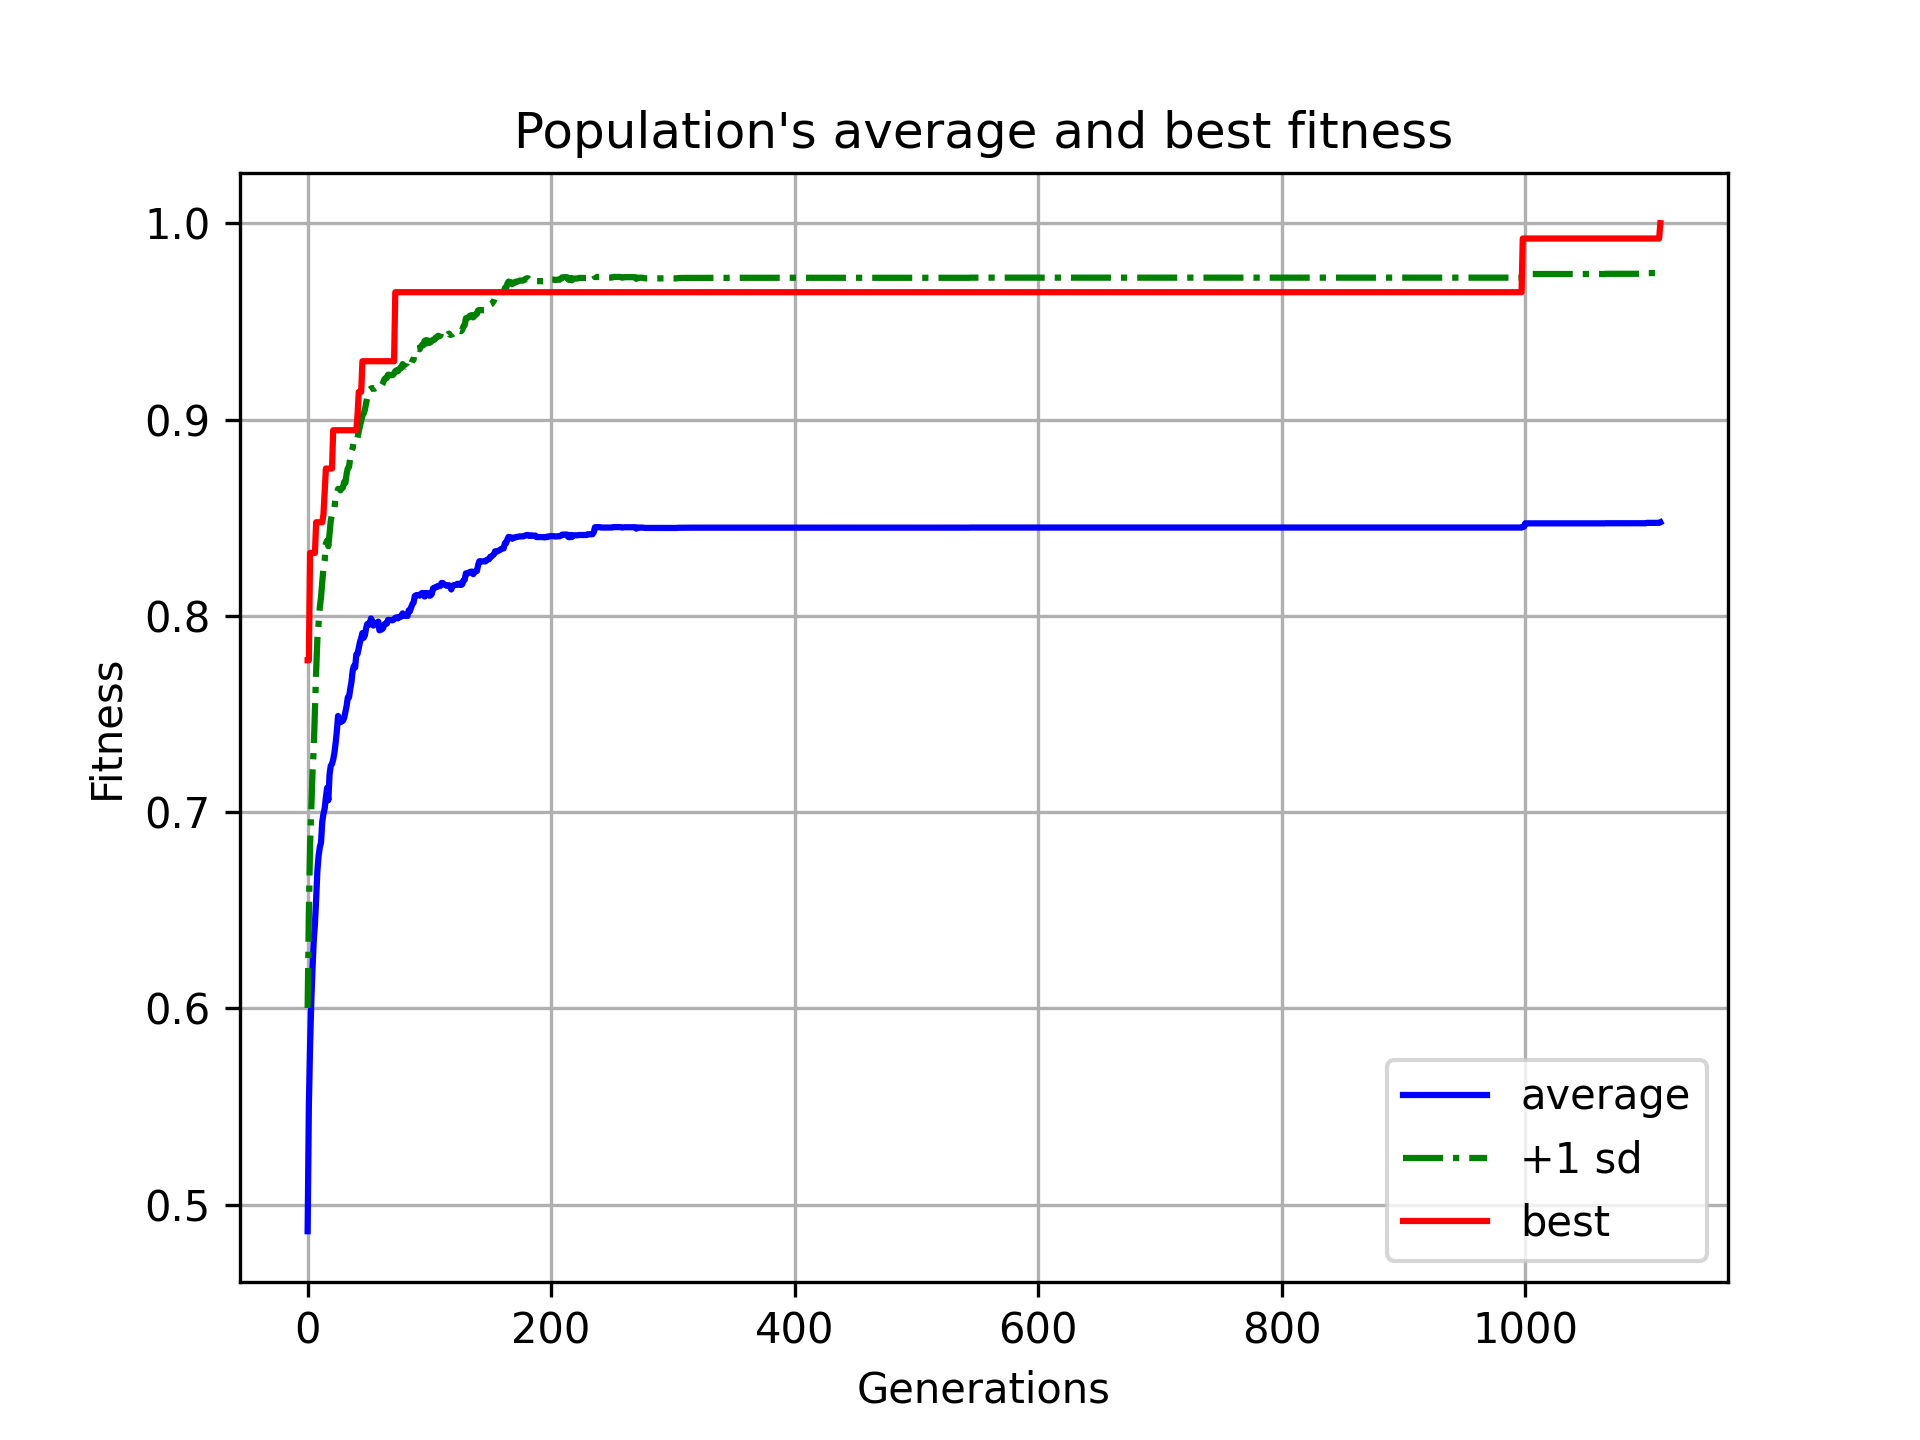 Population's average and best fitness
1.0
0.9
0.8
0.7
0.6
0.5
Fitness
0 200 400 600 800 1000
Generations
average
+1 sd
best